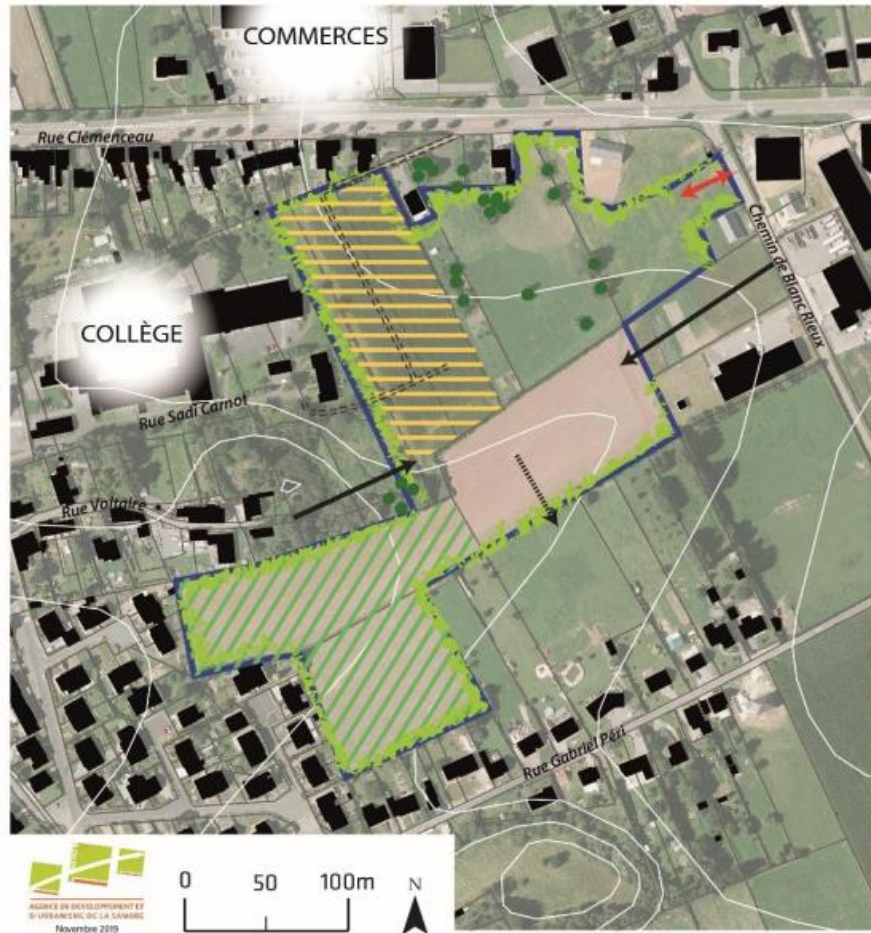 COMMERCES
Rue Clémenceau
Chemin de Blanc Rieux
COLLÈGE
Rue Sadi Carnot
Rue Voltaire
Rue Gabriel Péri
0 50 100m
N
AGENCE DE DEVELOPPEMENT ET
D'URBANISME DE LA SAMBRE
Novembre 2019